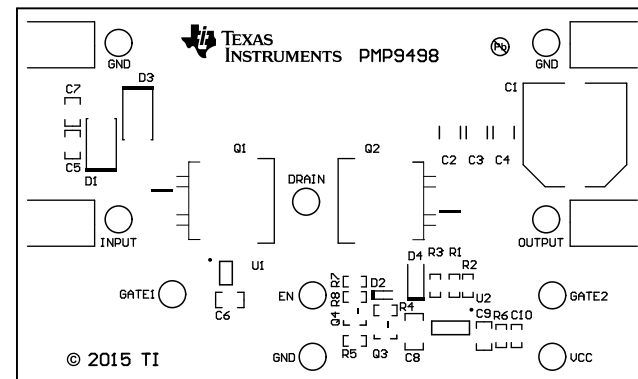 TEXAS
INSTRUMENTS PMP9498
Pb
GND
GND
C7
D3
C1
C5
D1
Q1
Q2
C2 C3 C4
DRAIN
INPUT
OUTPUT
U1
D4
R3 R1
R2
GATE1
C6
EN
R7
R8
D2
R4
U2
GATE2
Q4
C9
R6
C10
GND
R5
Q3
C8
VCC
© 2015 TI